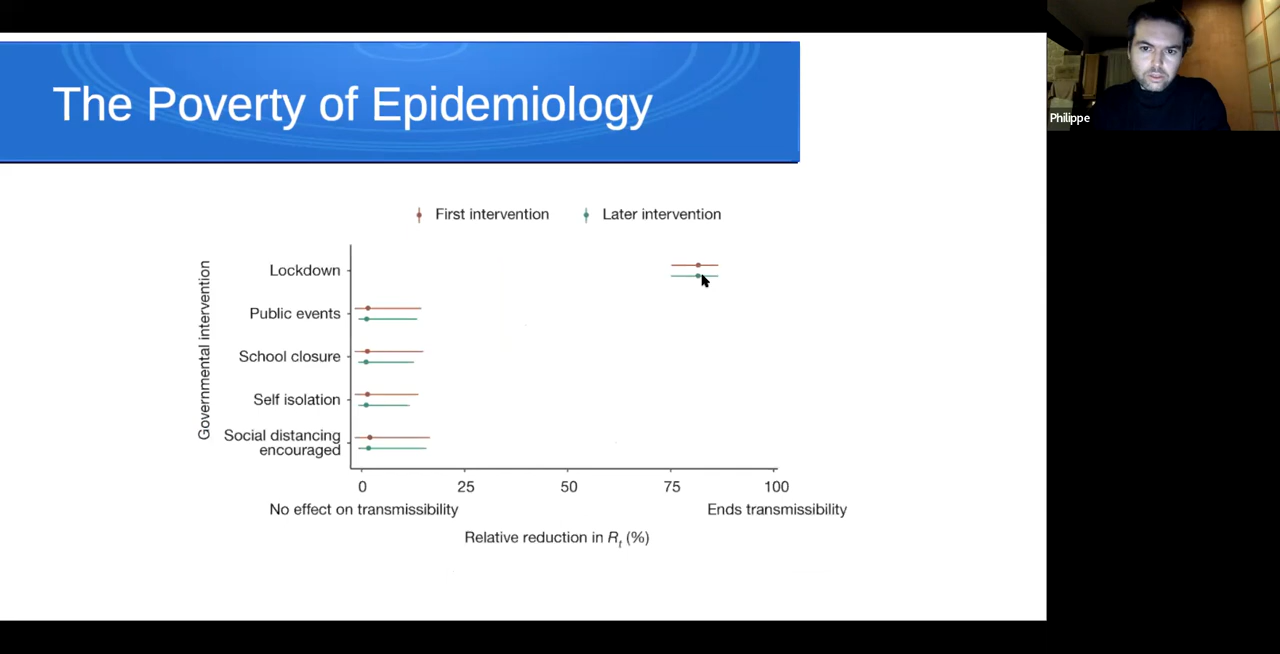 The Poverty of Epidemiology
Philippe
First intervention
Later intervention
Governmental intervention
Lockdown
Public events
School closure
Self isolation
Social distancing
encouraged
0 25 50 75 100
No effect on transmissibility
Ends transmissibility
Relative reduction in Rt (%)